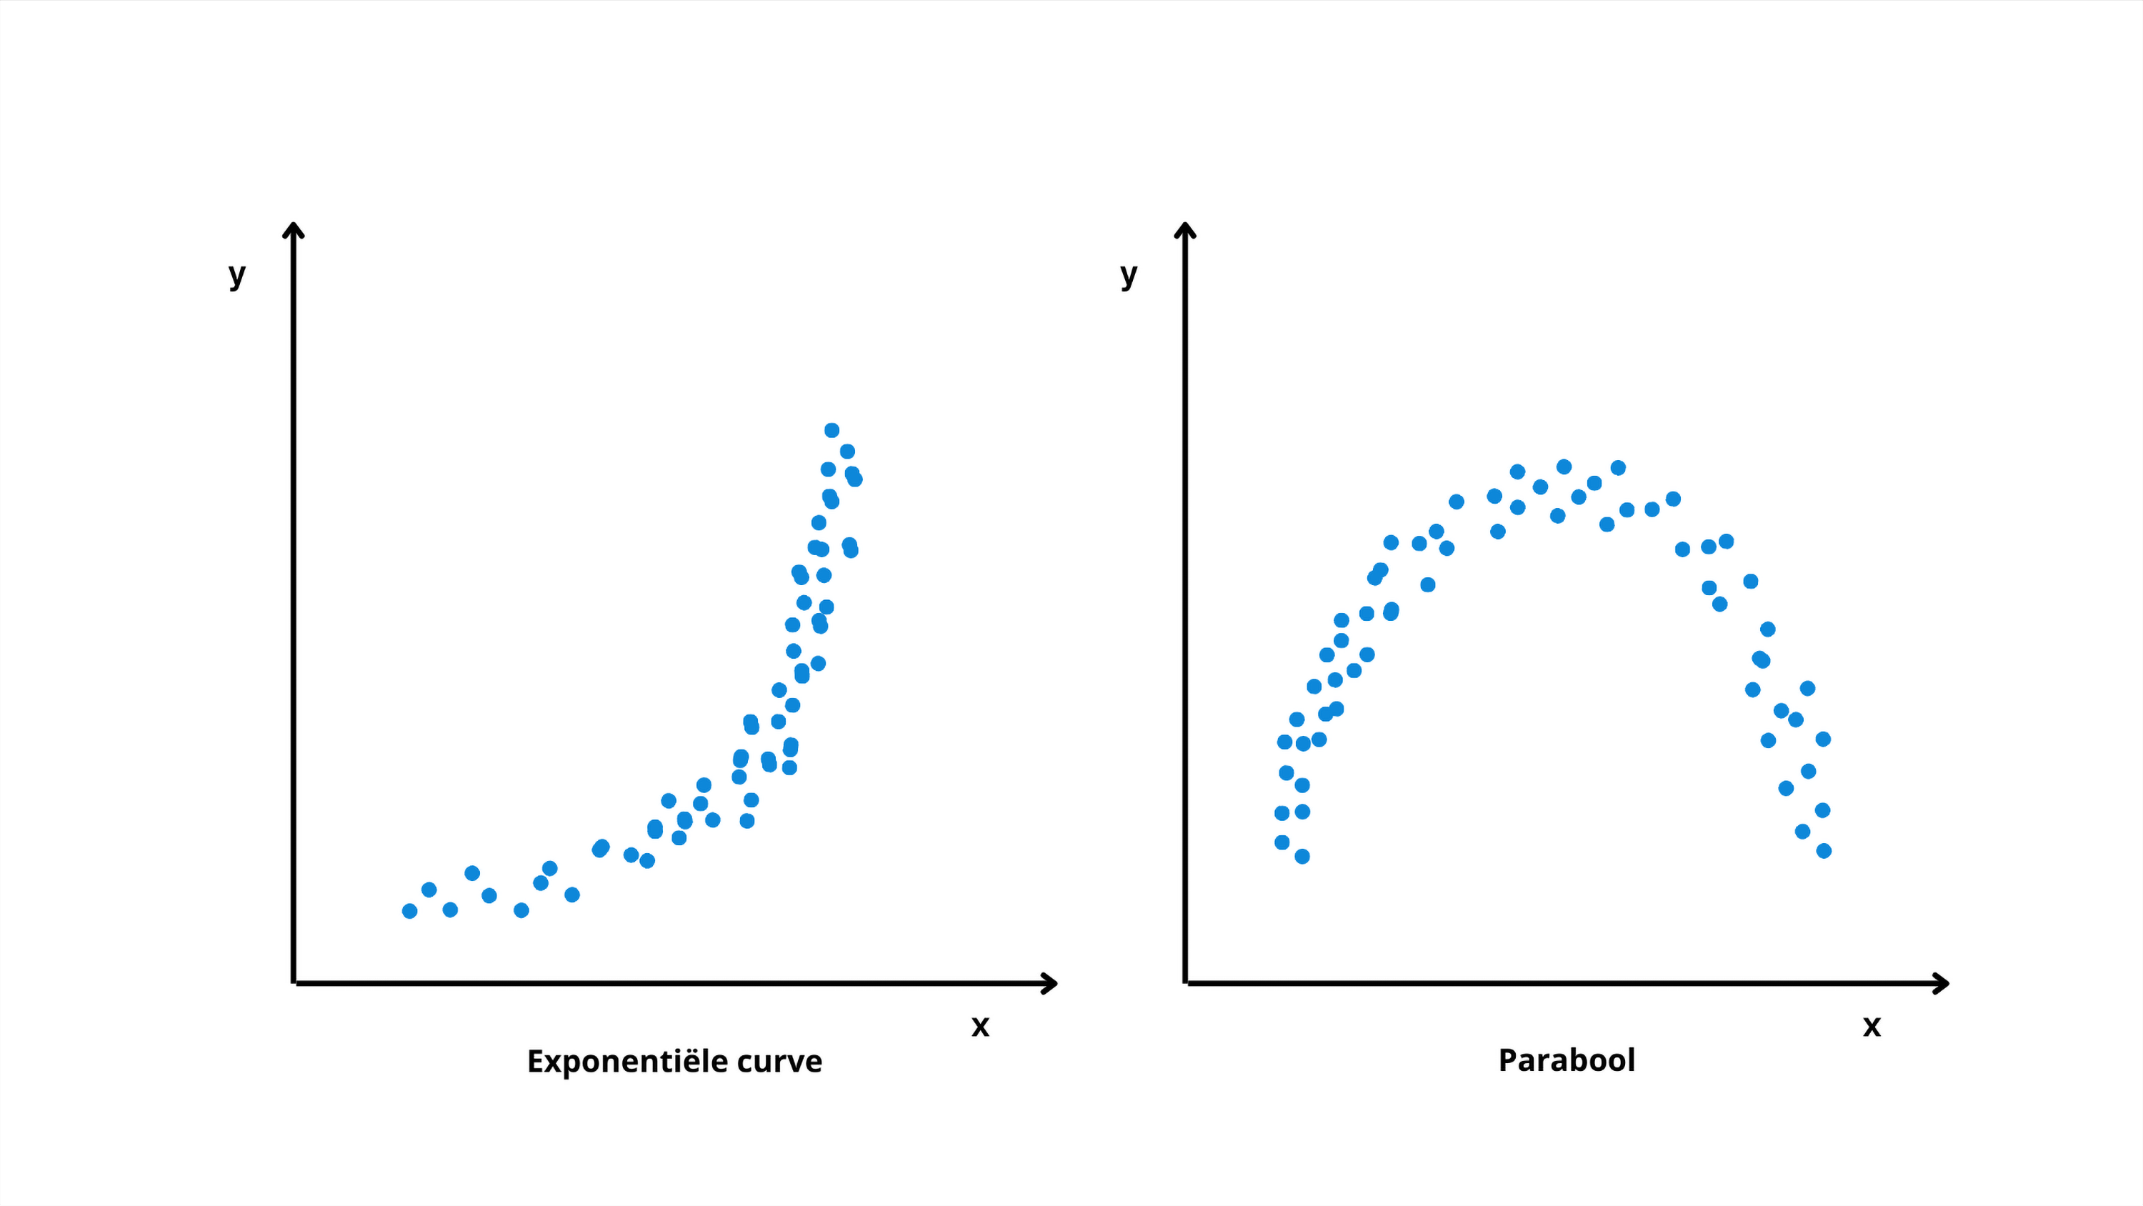 y
x
Exponentiële curve
y
x
Parabool